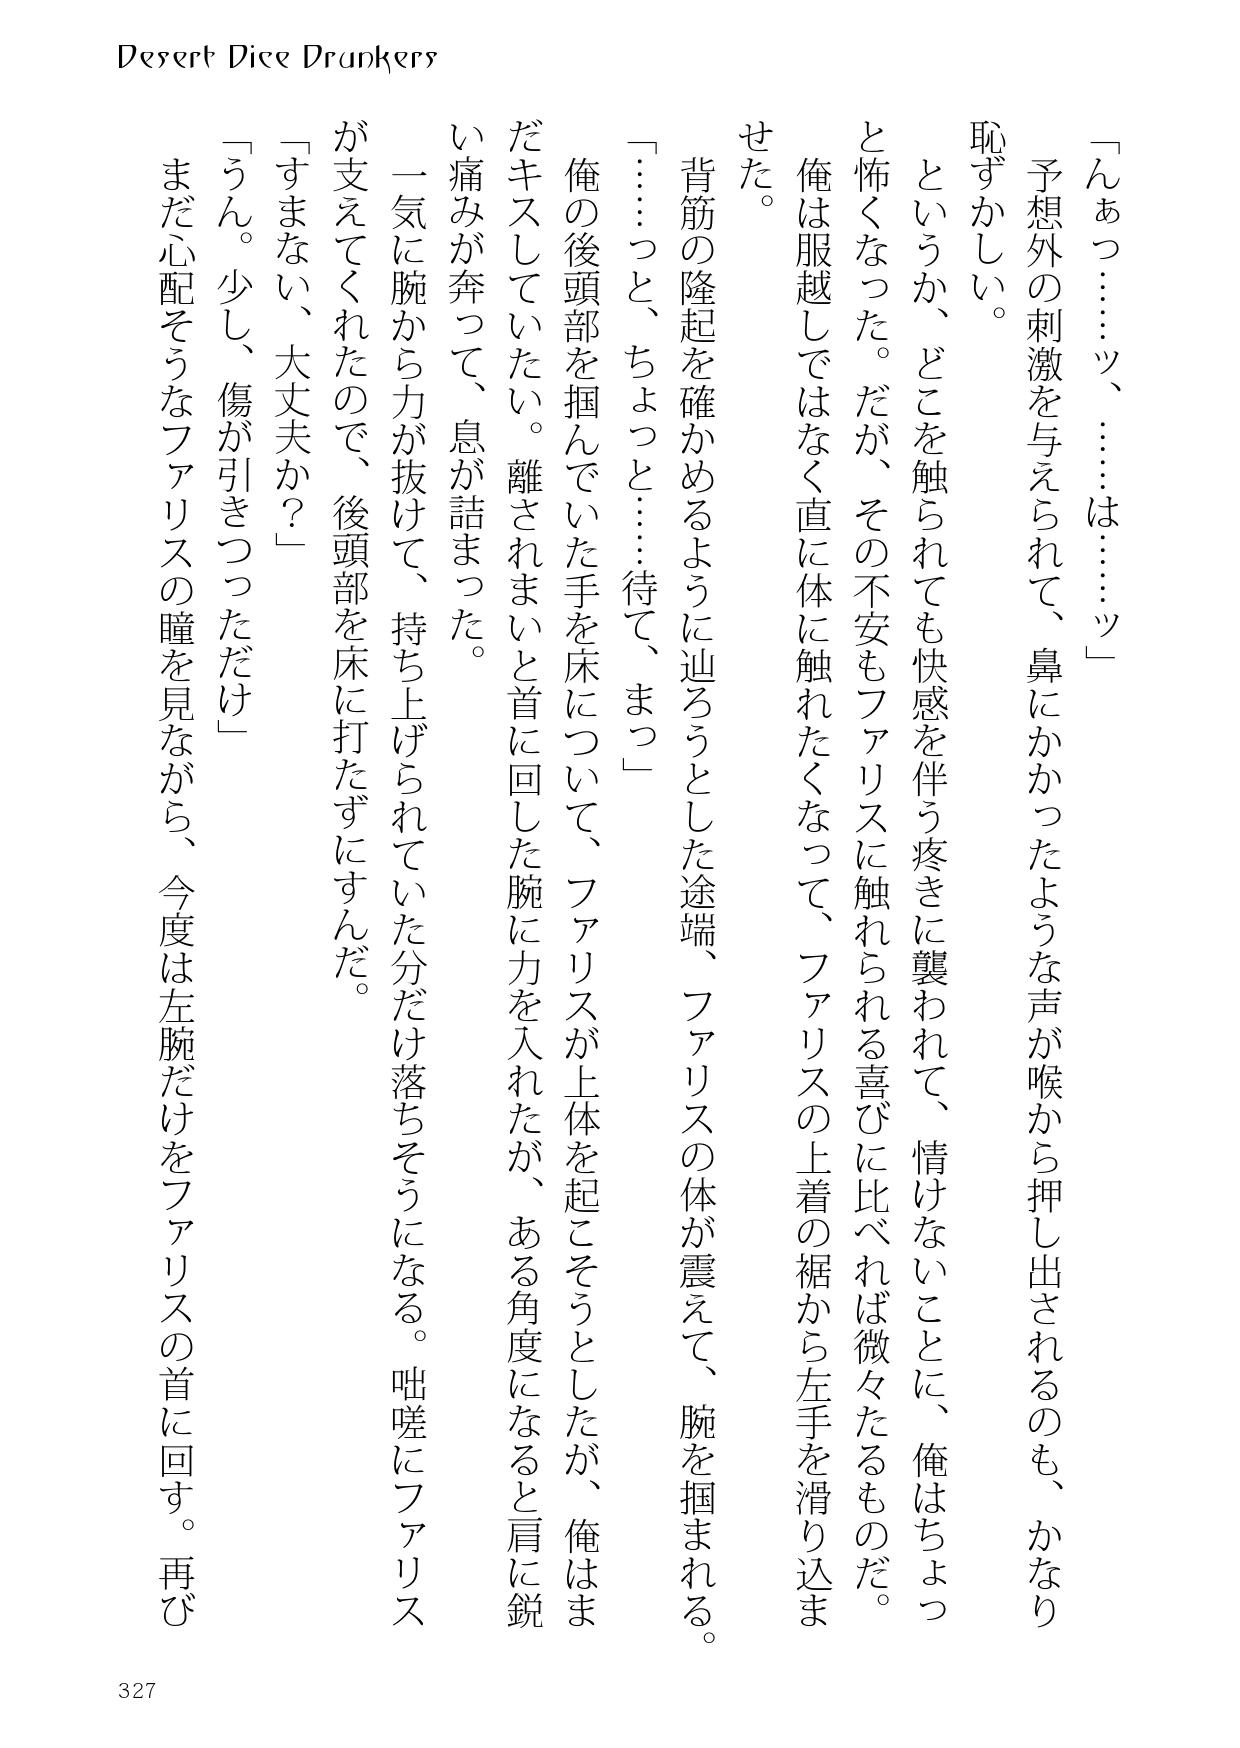 Desert Dice Drunkers
「んぁっ……ッ、……は……ッ」
予想外の刺激を与えられて、鼻にかかったような声が喉から押し出されるのも、かなり
恥ずかしい。
というか、どこを触られても快感を伴う疼きに襲われて、情けないことに、俺はちょっ
と怖くなった。だが、その不安もファリスに触れられる喜びに比べれば微々たるものだ。
俺は服越しではなく直に体に触れたくなって、ファリスの上着の裾から左手を滑り込ま
せた。
背筋の隆起を確かめるように辿ろうとした途端、ファリスの体が震えて、腕を掴まれる。
「……っと、ちょっと……待て、まっ」
俺の後頭部を掴んでいた手を床について、ファリスが上体を起こそうとしたが、俺はま
だキスしていたい。離されまいと首に回した腕に力を入れたが、ある角度になると肩に鋭
い痛みが奔って、息が詰まった。
一気に腕から力が抜けて、持ち上げられていた分だけ落ちそうになる。咄嗟にファリス
が支えてくれたので、後頭部を床に打たずにすんだ。
「すまない、大丈夫か？」
「うん。少し、傷が引きつっただけ」
まだ心配そうなファリスの瞳を見ながら、今度は左腕だけをファリスの首に回す。再び
327